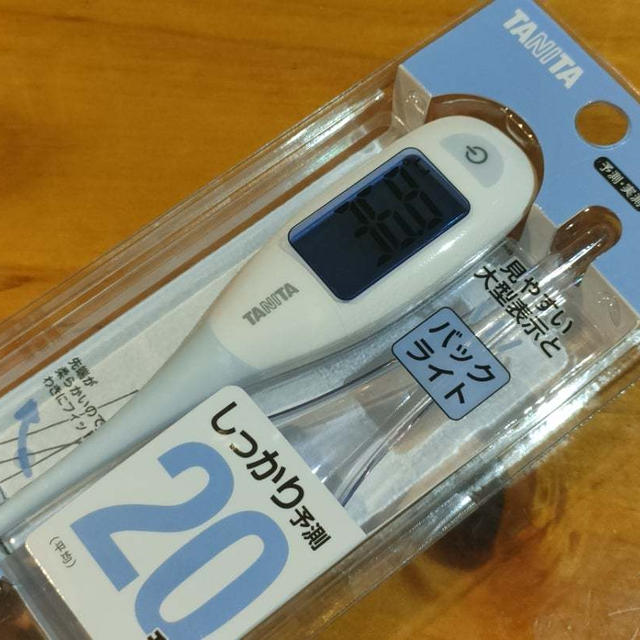 TANITA
予測 実測
TANITA
見やすい
大型表示と
バック
ライト
先端が
柔らかいので
わきにフィット
しっかり予測
20
(平均)